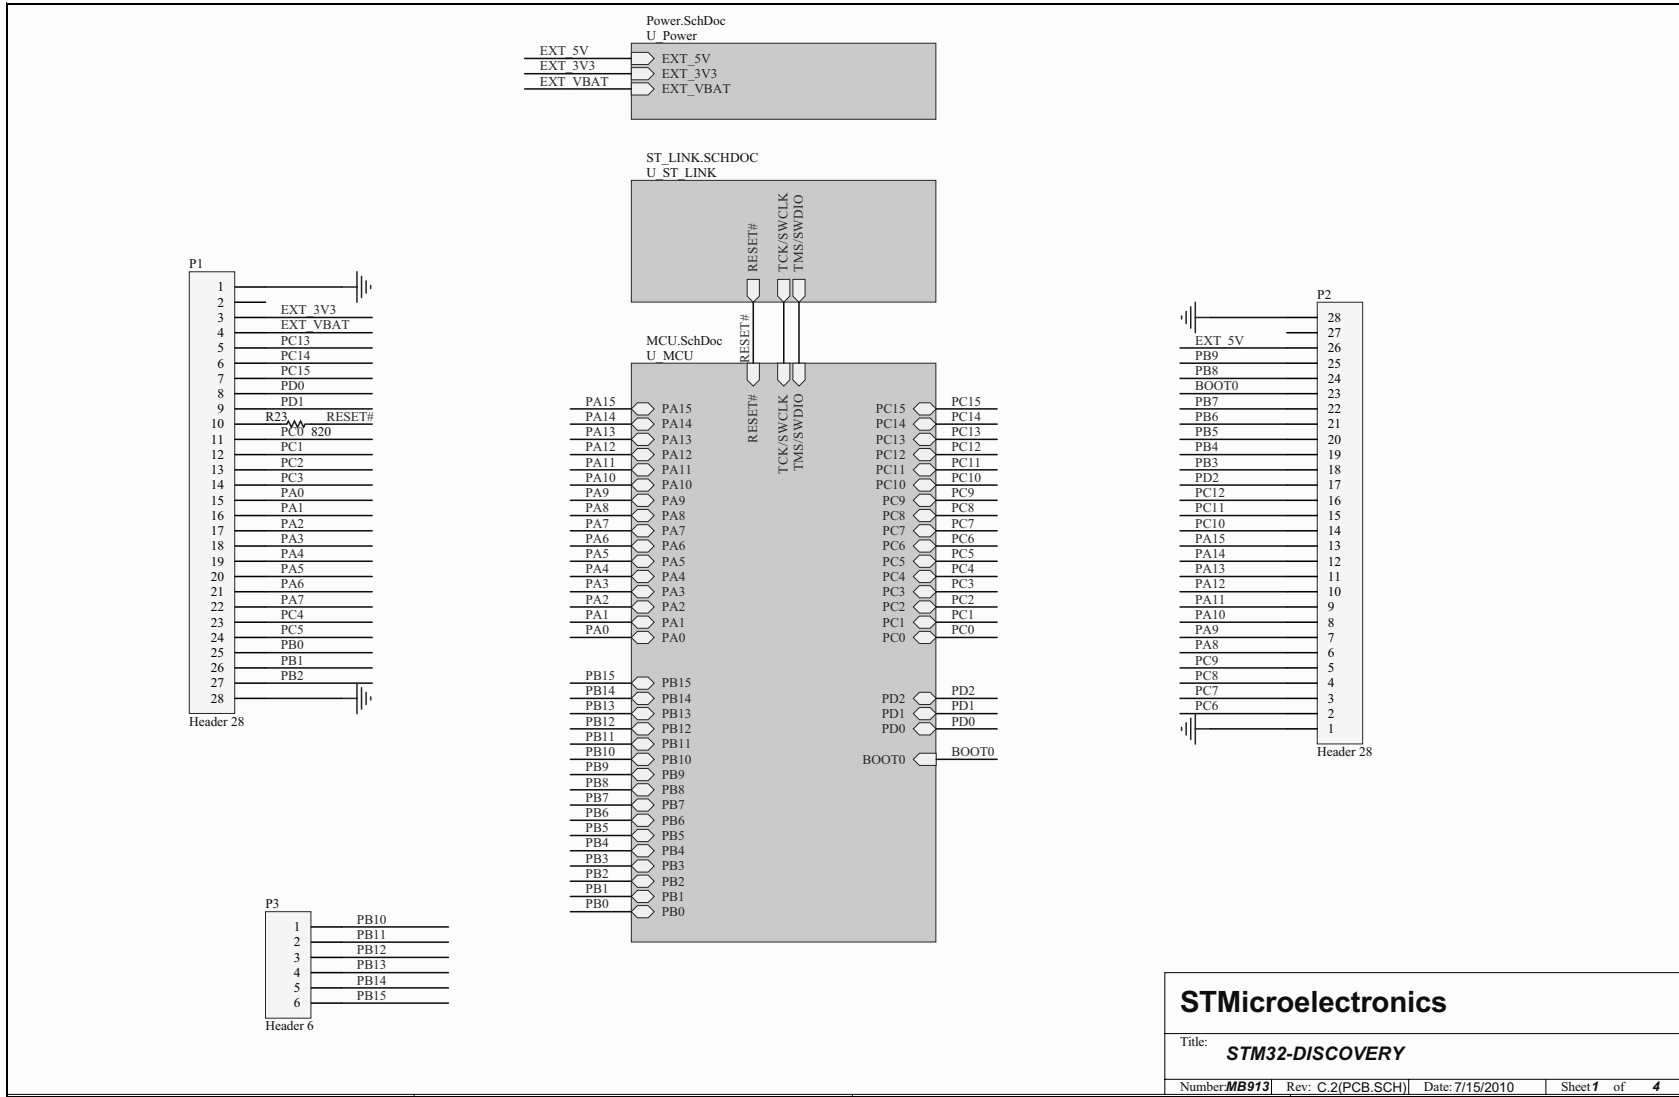 Power.SchDoc
U_Power
EXT_5V EXT_5V
EXT_3V3 EXT_3V3
EXT_VBAT EXT_VBAT
ST_LINK.SCHDOC
U_ST_LINK
RESET#
TCK/SWCLK
TMS/SWDIO
RESET#
MCU.SchDoc
U_MCU
RESET#
TCK/SWCLK
TMS/SWDIO
PA15 PA15
PA14 PA14
PA13 PA13
PA12 PA12
PA11 PA11
PA10 PA10
PA9 PA9
PA8 PA8
PA7 PA7
PA6 PA6
PA5 PA5
PA4 PA4
PA3 PA3
PA2 PA2
PA1 PA1
PA0 PA0
PB15 PB15
PB14 PB14
PB13 PB13
PB12 PB12
PB11 PB11
PB10 PB10
PB9 PB9
PB8 PB8
PB7 PB7
PB6 PB6
PB5 PB5
PB4 PB4
PB3 PB3
PB2 PB2
PB1 PB1
PB0 PB0
PC15 PC15
PC14 PC14
PC13 PC13
PC12 PC12
PC11 PC11
PC10 PC10
PC9 PC9
PC8 PC8
PC7 PC7
PC6 PC6
PC5 PC5
PC4 PC4
PC3 PC3
PC2 PC2
PC1 PC1
PC0 PC0
PD2 PD2
PD1 PD1
PD0 PD0
BOOT0 BOOT0
P1
1
2
3 EXT_3V3
4 EXT_VBAT
5 PC13
6 PC14
7 PC15
8 PD0
9 PD1
10 R23 820 RESET#
11 PC0
12 PC1
13 PC2
14 PC3
15 PA0
16 PA1
17 PA2
18 PA3
19 PA4
20 PA5
21 PA6
22 PA7
23 PC4
24 PC5
25 PB0
26 PB1
27 PB2
28
Header 28
P2
28
27
EXT_5V 26
PB9 25
PB8 24
BOOT0 23
PB7 22
PB6 21
PB5 20
PB4 19
PB3 18
PD2 17
PC12 16
PC11 15
PC10 14
PA15 13
PA14 12
PA13 11
PA12 10
PA11 9
PA10 8
PA9 7
PA8 6
PC9 5
PC8 4
PC7 3
PC6 2
1
Header 28
P3
1 PB10
2 PB11
3 PB12
4 PB13
5 PB14
6 PB15
Header 6
STMicroelectronics
Title:
STM32-DISCOVERY
Number:MB913 Rev: C.2(PCB.SCH) Date:7/15/2010 Sheet 1 of 4